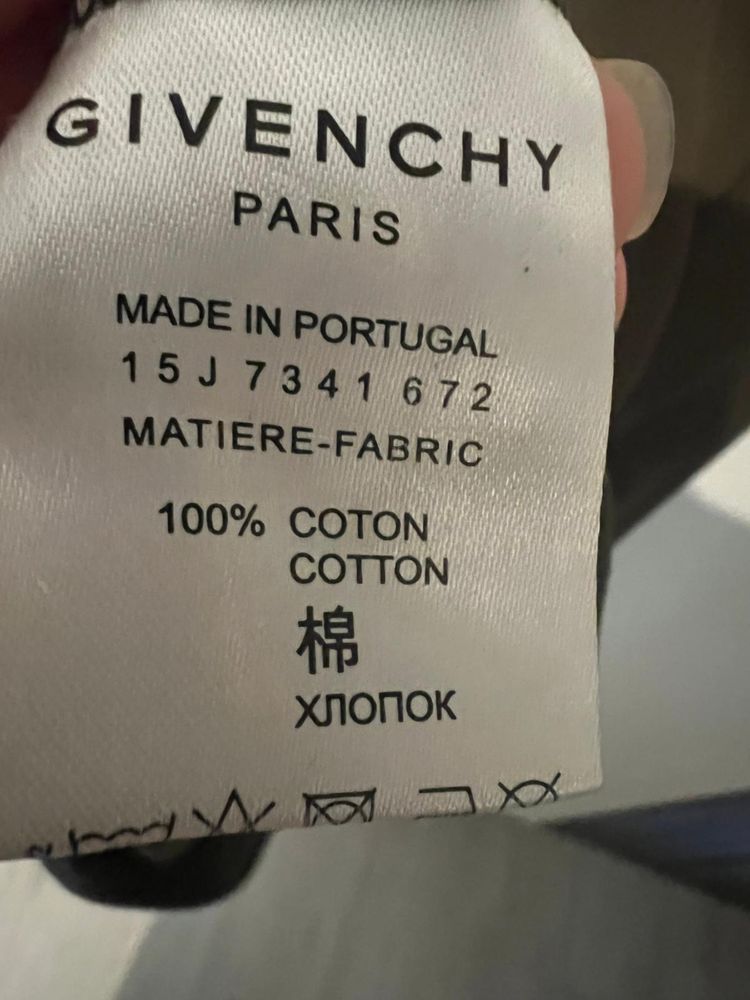 GIVENCHY
PARIS
MADE IN PORTUGAL
15J 7341 672
MATIERE-FABRIC
100% COTON
COTTON
棉
ХЛОПОК